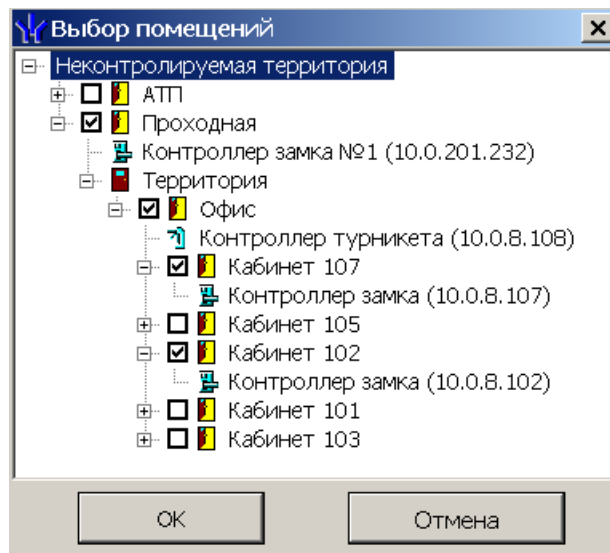 Выбор помещений
Неконтролируемая территория
АТП
Проходная
Контроллер замка №1 (10.0.201.232)
Территория
Офис
Контроллер турникета (10.0.8.108)
Кабинет 107
Контроллер замка (10.0.8.107)
Кабинет 105
Кабинет 102
Контроллер замка (10.0.8.102)
Кабинет 101
Кабинет 103
ОК Отмена